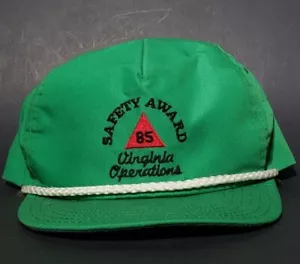 SAFETY AWARD
85
Virginia
Operations